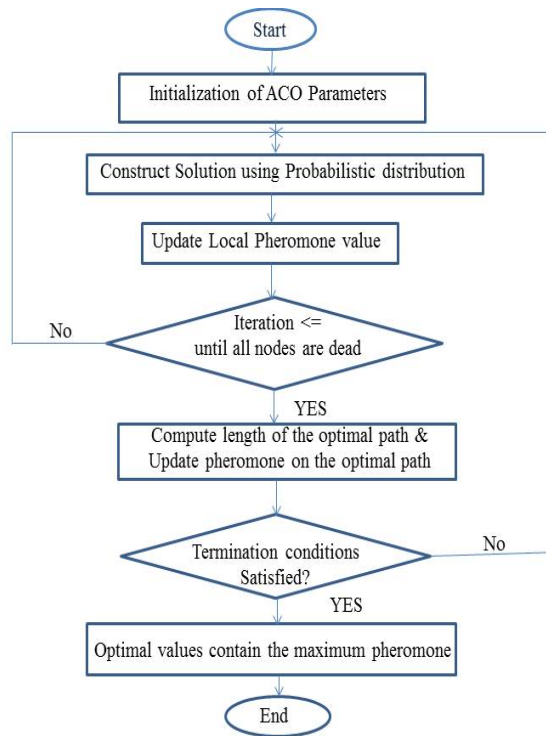 Start
Initialization of ACO Parameters
Construct Solution using Probabilistic distribution
Update Local Pheromone value
Iteration <=
until all nodes are dead
No
YES
Compute length of the optimal path &
Update pheromone on the optimal path
Termination conditions
Satisfied?
No
YES
Optimal values contain the maximum pheromone
End